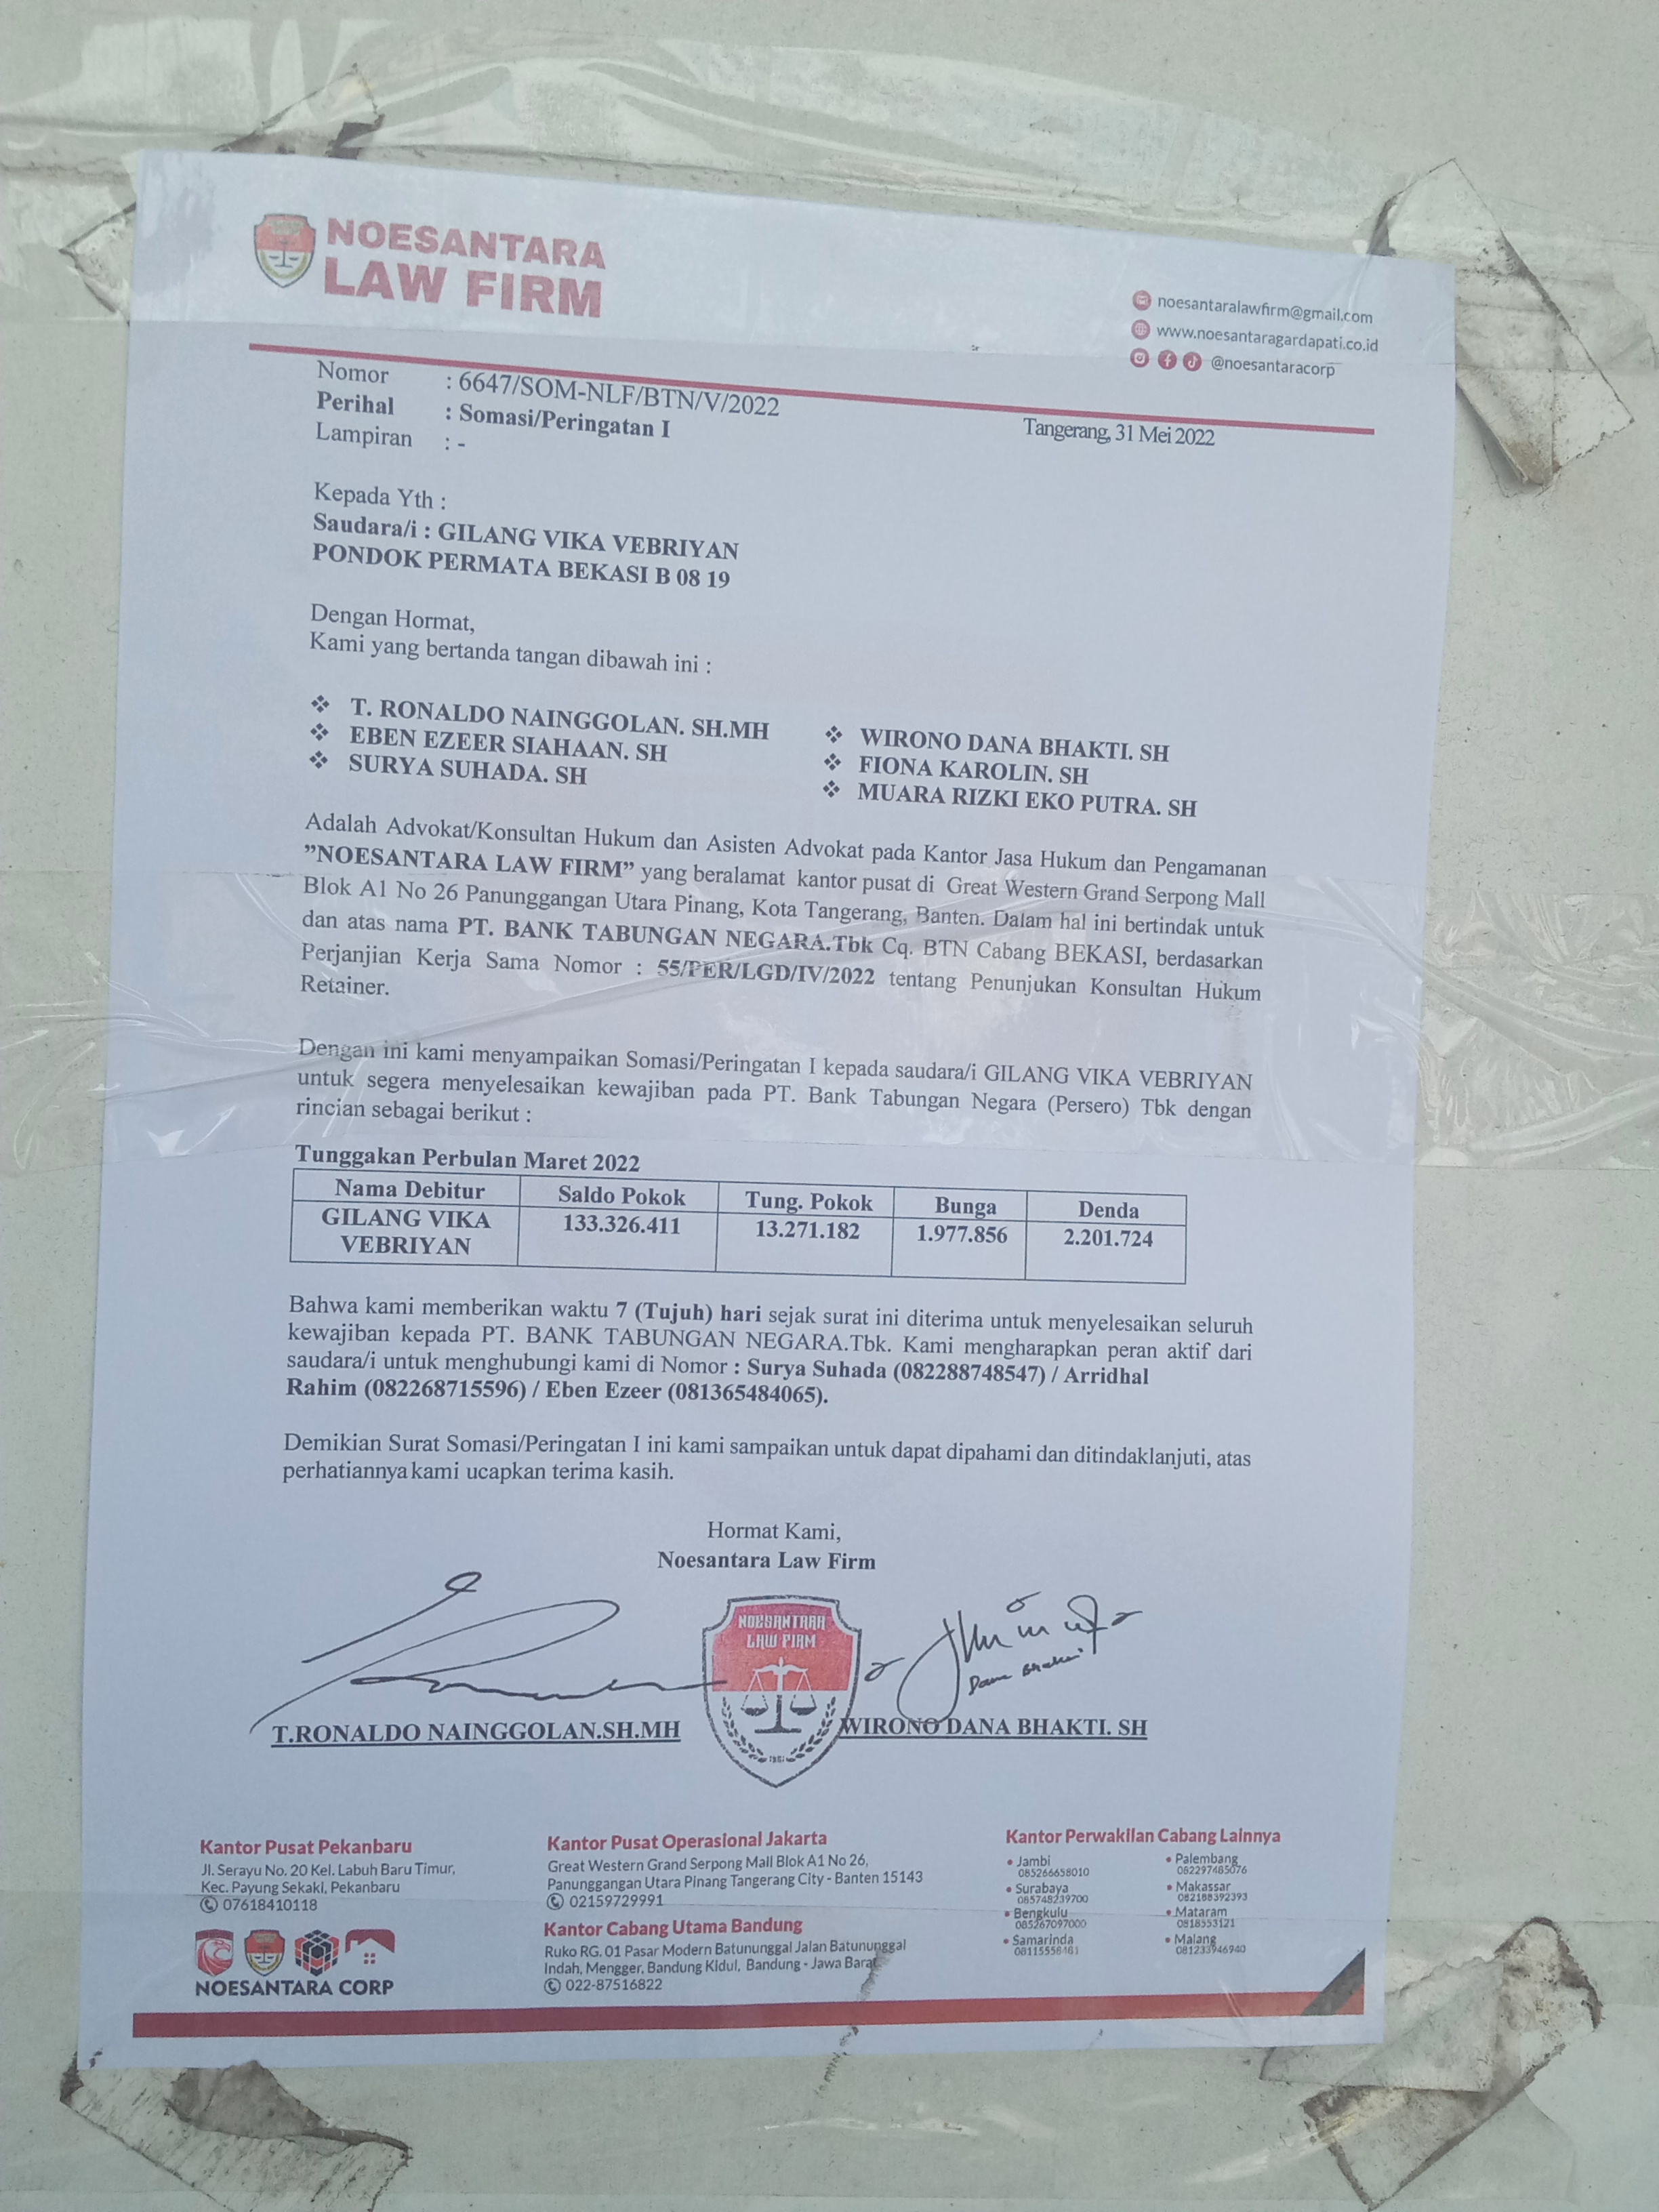 NOESANTARA
LAW FIRM
noesantaralawfirm@gmail.com
www.noesantaragardapati.co.id
@noesantaracorp
Nomor : 6647/SOM-NLF/BTN/V/2022
Perihal : Somasi/Peringatan I
Lampiran : -
Tangerang, 31 Mei 2022
Kepada Yth :
Saudara/i : GILANG VIKA VEBRIYAN
PONDOK PERMATA BEKASI B 08 19
Dengan Hormat,
Kami yang bertanda tangan dibawah ini :
❖ T. RONALDO NAINGGOLAN. SH.MH
❖ EBEN EZEER SIAHAAN. SH
❖ SURYA SUHADA. SH
❖ WIRONO DANA BHAKTI. SH
❖ FIONA KAROLIN. SH
❖ MUARA RIZKI EKO PUTRA. SH
Adalah Advokat/Konsultan Hukum dan Asisten Advokat pada Kantor Jasa Hukum dan Pengamanan
”NOESANTARA LAW FIRM” yang beralamat kantor pusat di Great Western Grand Serpong Mall
Blok A1 No 26 Panunggangan Utara Pinang, Kota Tangerang, Banten. Dalam hal ini bertindak untuk
dan atas nama PT. BANK TABUNGAN NEGARA.Tbk Cq. BTN Cabang BEKASI, berdasarkan
Perjanjian Kerja Sama Nomor : 55/PER/LGD/IV/2022 tentang Penunjukan Konsultan Hukum
Retainer.
Dengan ini kami menyampaikan Somasi/Peringatan I kepada saudara/i GILANG VIKA VEBRIYAN
untuk segera menyelesaikan kewajiban pada PT. Bank Tabungan Negara (Persero) Tbk dengan
rincian sebagai berikut :
Tunggakan Perbulan Maret 2022
Nama Debitur Saldo Pokok Tung. Pokok Bunga Denda
GILANG VIKA 133.326.411 13.271.182 1.977.856 2.201.724
VEBRIYAN
Bahwa kami memberikan waktu 7 (Tujuh) hari sejak surat ini diterima untuk menyelesaikan seluruh
kewajiban kepada PT. BANK TABUNGAN NEGARA.Tbk. Kami mengharapkan peran aktif dari
saudara/i untuk menghubungi kami di Nomor : Surya Suhada (082288748547) / Arridhal
Rahim (082268715596) / Eben Ezeer (081365484065).
Demikian Surat Somasi/Peringatan I ini kami sampaikan untuk dapat dipahami dan ditindaklanjuti, atas
perhatiannya kami ucapkan terima kasih.
Hormat Kami,
Noesantara Law Firm
NOESANTARA
LAW FIRM
T.RONALDO NAINGGOLAN.SH.MH
WIRONO DANA BHAKTI. SH
Kantor Pusat Pekanbaru
Jl. Serayu No. 20 Kel. Labuh Baru Timur,
Kec. Payung Sekaki, Pekanbaru
07618410118
NOESANTARA CORP
Kantor Pusat Operasional Jakarta
Great Western Grand Serpong Mall Blok A1 No 26,
Panunggangan Utara Pinang Tangerang City - Banten 15143
02159729991
Kantor Cabang Utama Bandung
Ruko RG. 01 Pasar Modern Batununggal Jalan Batununggal
Indah, Mengger, Bandung Kidul, Bandung - Jawa Barat
022-87516822
Kantor Perwakilan Cabang Lainnya
• Jambi
085266658010
• Surabaya
085748239700
• Bengkulu
085267097000
• Samarinda
• Palembang
• Makassar
082188392393
• Mataram
0818553121
• Malang
081233946940